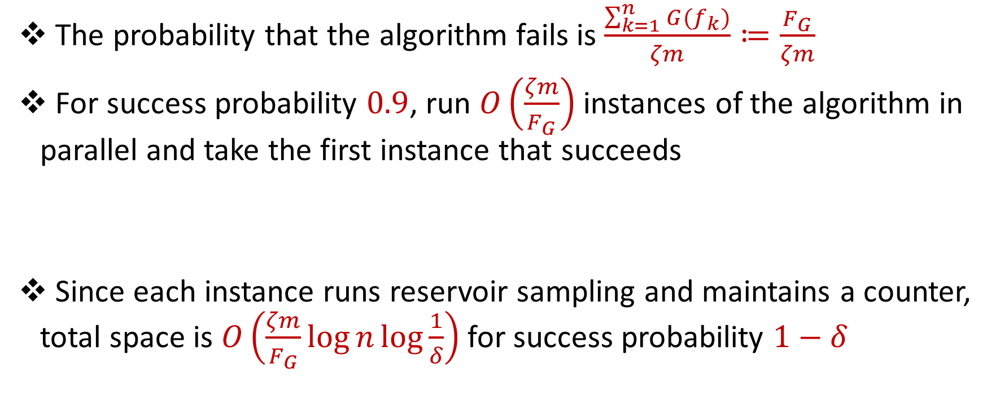 ❖ The probability that the algorithm fails is \frac{\sum_{k=1}^{n} G(f_k)}{\zeta m} := \frac{F_G}{\zeta m}
❖ For success probability 0.9, run O\left(\frac{\zeta m}{F_G}\right) instances of the algorithm in
parallel and take the first instance that succeeds
❖ Since each instance runs reservoir sampling and maintains a counter,
total space is O\left(\frac{\zeta m}{F_G} \log n \log \frac{1}{\delta}\right) for success probability 1 − δ